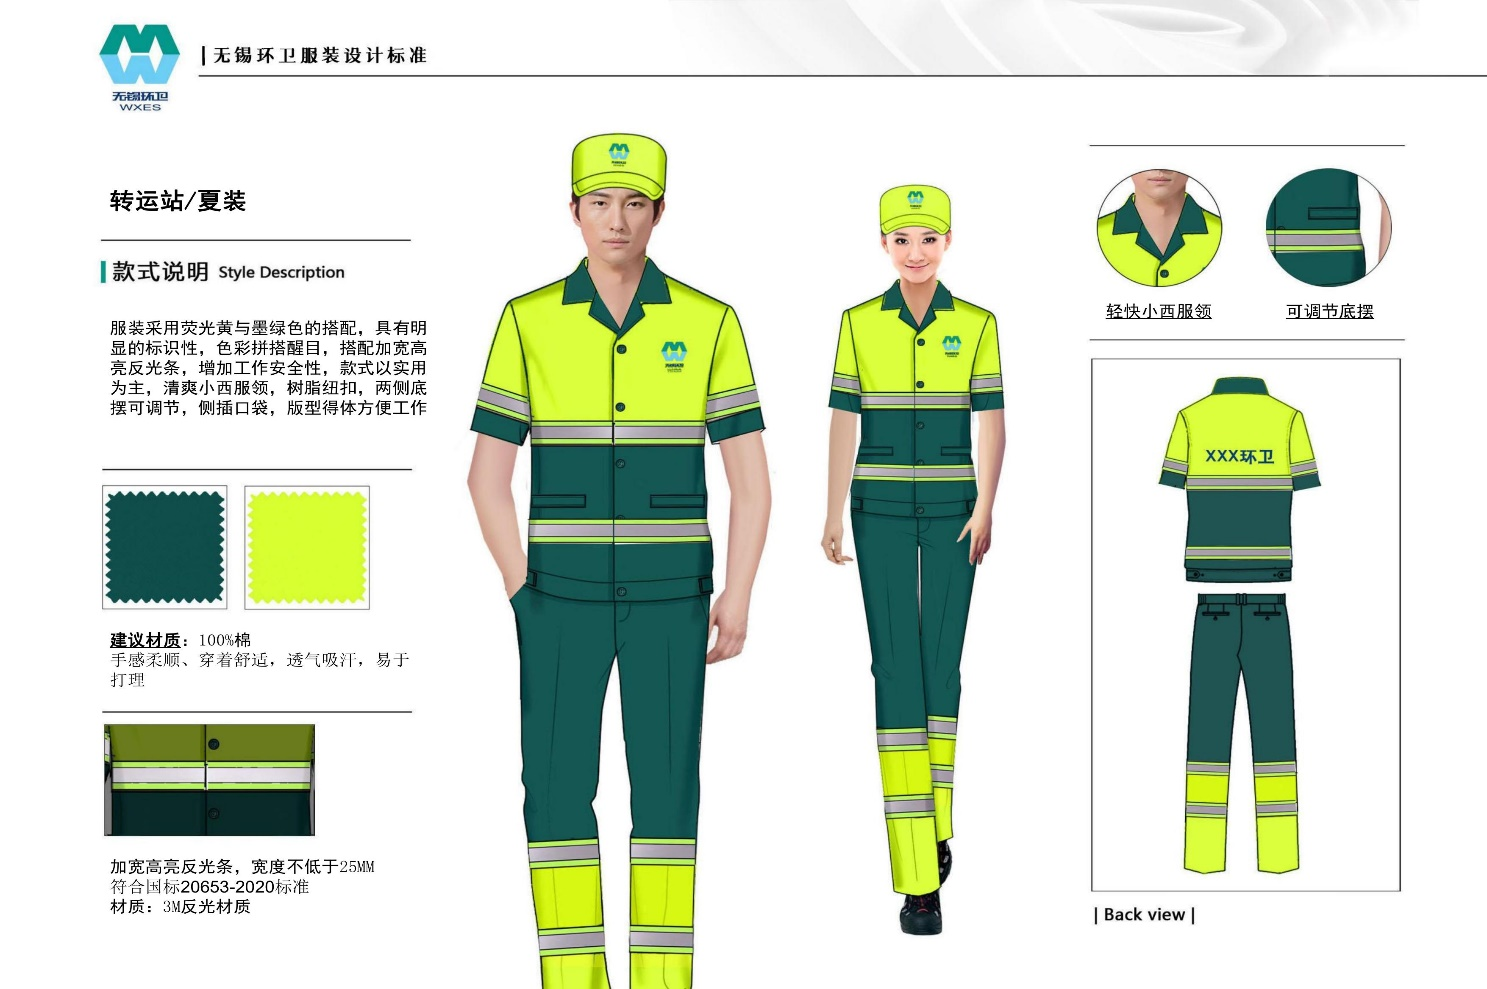 无锡环卫
WXES
无锡环卫服装设计标准
转运站/夏装
款式说明 Style Description
服装采用荧光黄与墨绿色的搭配，具有明
显的标识性，色彩拼搭醒目，搭配加宽高
亮反光条，增加工作安全性，款式以实用
为主，清爽小西服领，树脂纽扣，两侧底
摆可调节，侧插口袋，版型得体方便工作
建议材质：100%棉
手感柔顺、穿着舒适，透气吸汗，易于
打理
加宽高亮反光条，宽度不低于25MM
符合国标20653-2020标准
材质：3M反光材质
轻快小西服领
可调节底摆
XXX环卫
| Back view |